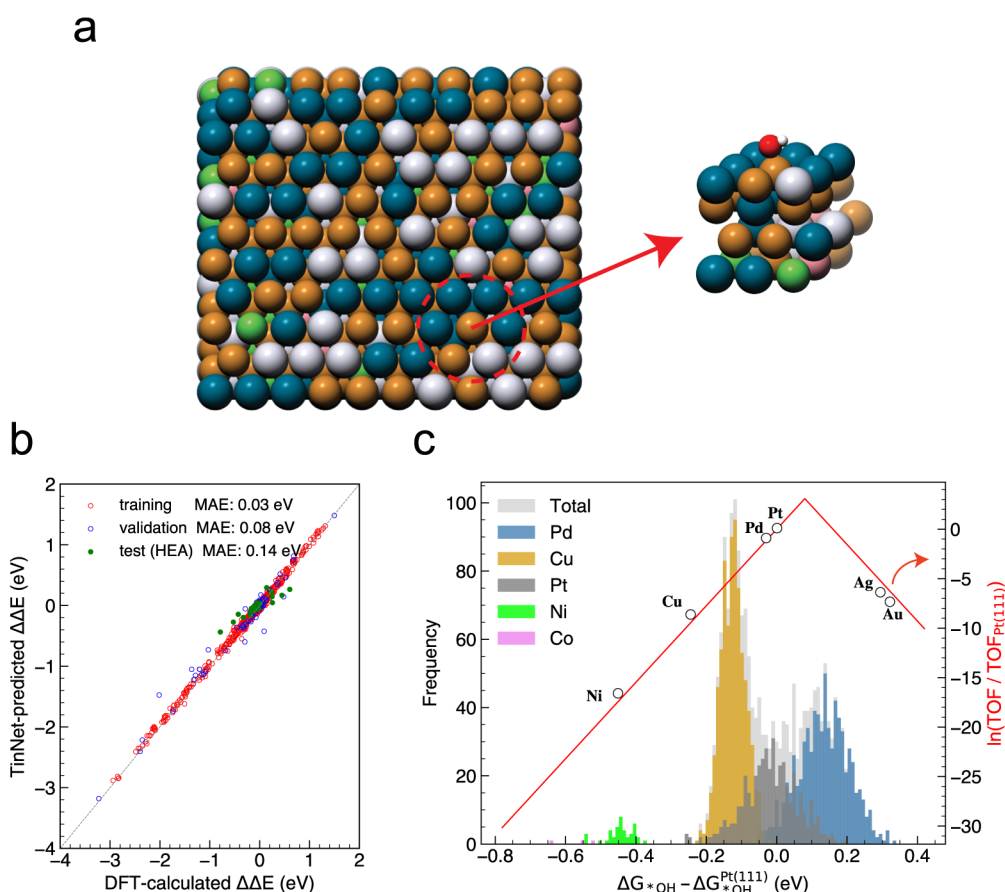 a
b
2
1
0
−1
−2
−3
−4
−4
−3
−2
−1
0
1
2
TinNet-predicted ΔΔE (eV)
DFT-calculated ΔΔE (eV)
training MAE: 0.03 eV
validation MAE: 0.08 eV
test (HEA) MAE: 0.14 eV
c
100
80
60
40
20
0
Frequency
Total
Pd
Cu
Pt
Ni
Co
Ni
Cu
Pd
Pt
Ag
Au
0
−5
−10
−15
−20
−25
−30
ln(TOF / TOF_Pt(111))
−0.8
−0.6
−0.4
−0.2
0.0
0.2
0.4
ΔG_*OH − ΔG_*OH^Pt(111) (eV)